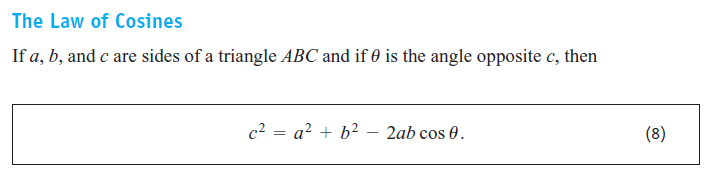 The Law of Cosines
If a, b, and c are sides of a triangle ABC and if θ is the angle opposite c, then
c² = a² + b² − 2ab cos θ. (8)